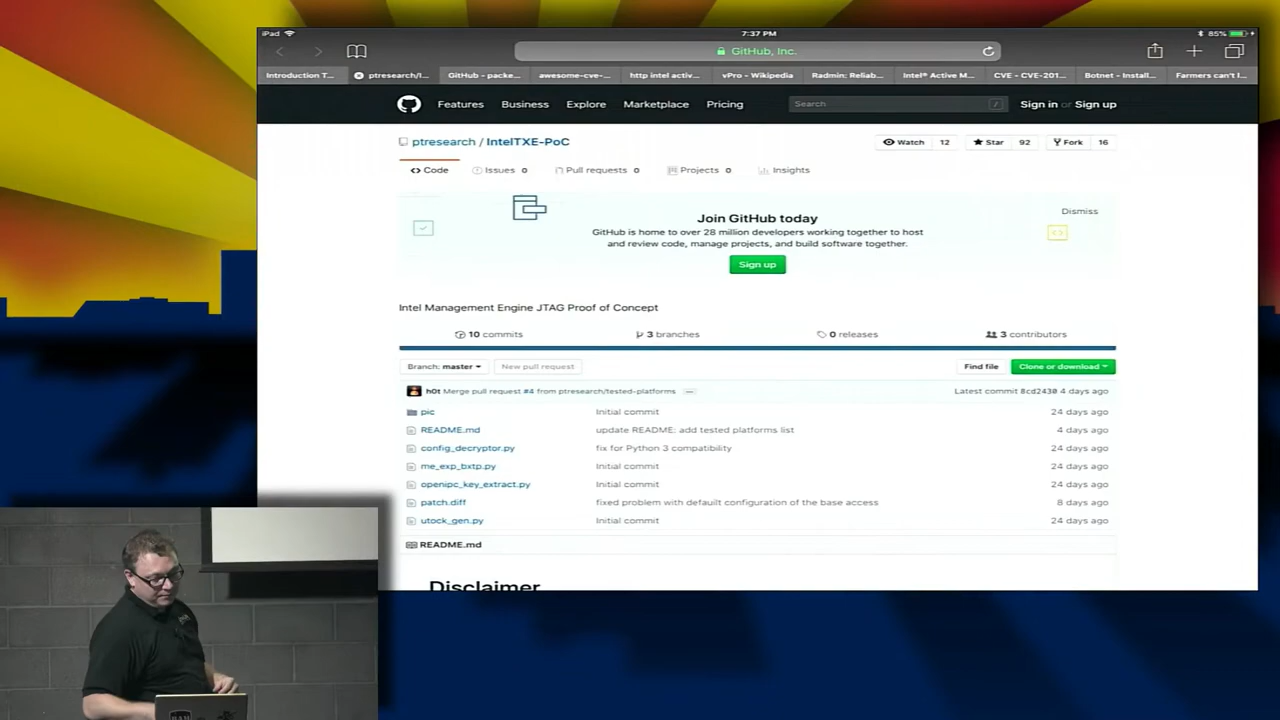 iPad
7:37 PM
85%
GitHub, Inc.
Introduction T...
ptresearch/I...
GitHub - packe...
awesome-cve-...
http intel activ...
vPro - Wikipedia
Radmin: Reliab...
Intel® Active M...
CVE - CVE-201...
Botnet - Install...
Farmers can't l...
Features
Business
Explore
Marketplace
Pricing
Search
/
Sign in or Sign up
ptresearch / IntelTXE-PoC
Watch 12
Star 92
Fork 16
Code
Issues 0
Pull requests 0
Projects 0
Insights
Join GitHub today
Dismiss
GitHub is home to over 28 million developers working together to host
and review code, manage projects, and build software together.
Sign up
Intel Management Engine JTAG Proof of Concept
10 commits
3 branches
0 releases
3 contributors
Branch: master
New pull request
Find file
Clone or download
h0t Merge pull request #4 from ptresearch/tested-platforms ...
Latest commit 8cd2430 4 days ago
pic Initial commit 24 days ago
README.md update README: add tested platforms list 4 days ago
config_decryptor.py fix for Python 3 compatibility 24 days ago
me_exp_bxtp.py Initial commit 24 days ago
openipc_key_extract.py Initial commit 24 days ago
patch.diff fixed problem with default configuration of the base access 8 days ago
utock_gen.py Initial commit 24 days ago
README.md
Disclaimer